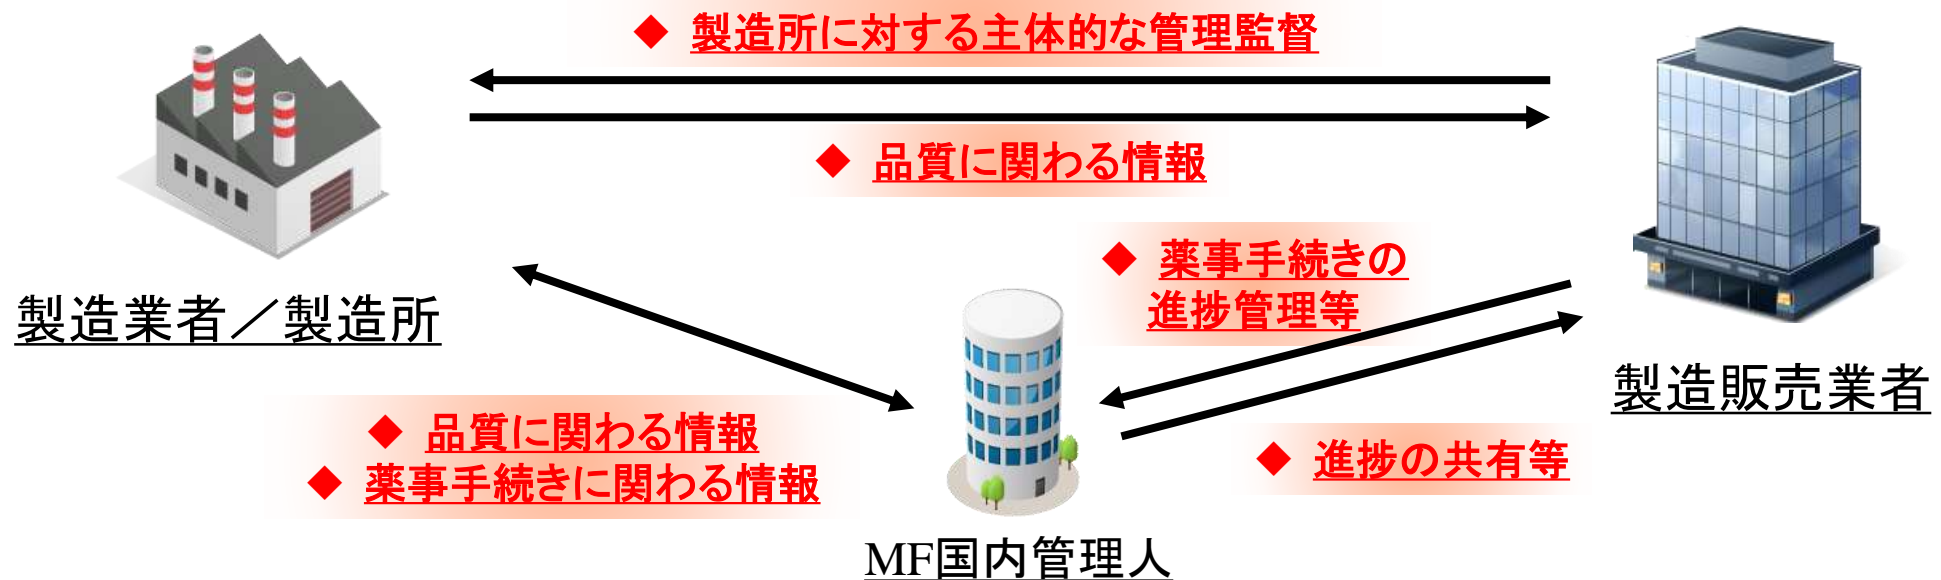 ◆ 製造所に対する主体的な管理監督
◆ 品質に関わる情報
◆ 薬事手続きの
進捗管理等
製造業者／製造所
製造販売業者
◆ 品質に関わる情報
◆ 薬事手続きに関わる情報
◆ 進捗の共有等
MF国内管理人